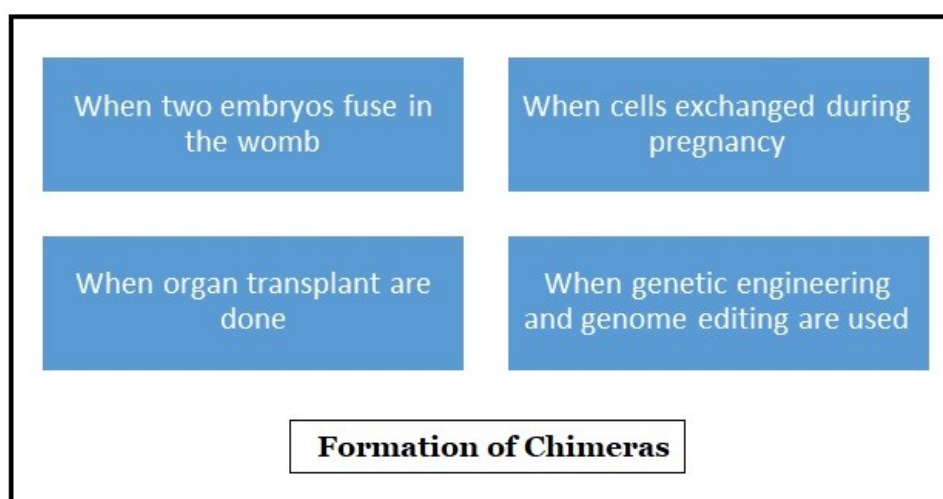 When two embryos fuse in
the womb
When cells exchanged during
pregnancy
When organ transplant are
done
When genetic engineering
and genome editing are used
Formation of Chimeras